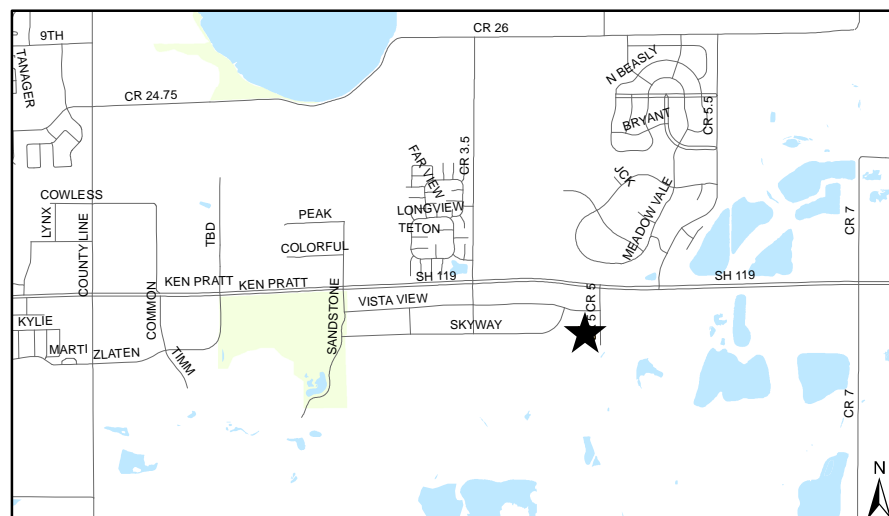 9TH
CR 26
TANAGER
CR 24.75
N BEASLY
BRYANT
CR 5.5
FAR VIEW
CR 3.5
JCK
COWLESS
LYNX
COUNTY LINE
TBD
PEAK
COLORFUL
LONGVIEW
TETON
MEADOW VALE
CR 7
KEN PRATT
KEN PRATT
SH 119
SH 119
COMMON
SANDSTONE
VISTA VIEW
SKYWAY
CR 5
KYLIE
MARTI
ZLATEN
TIMM
CR 7
N